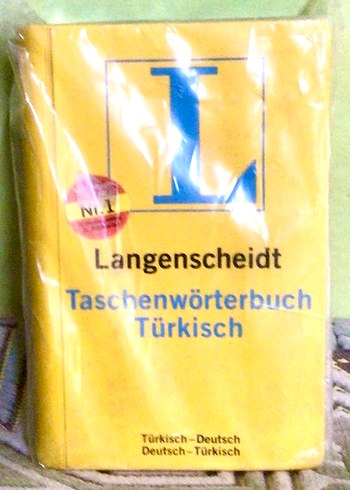 L
Nr.1
Langenscheidt
Taschenwörterbuch
Türkisch
Türkisch–Deutsch
Deutsch–Türkisch